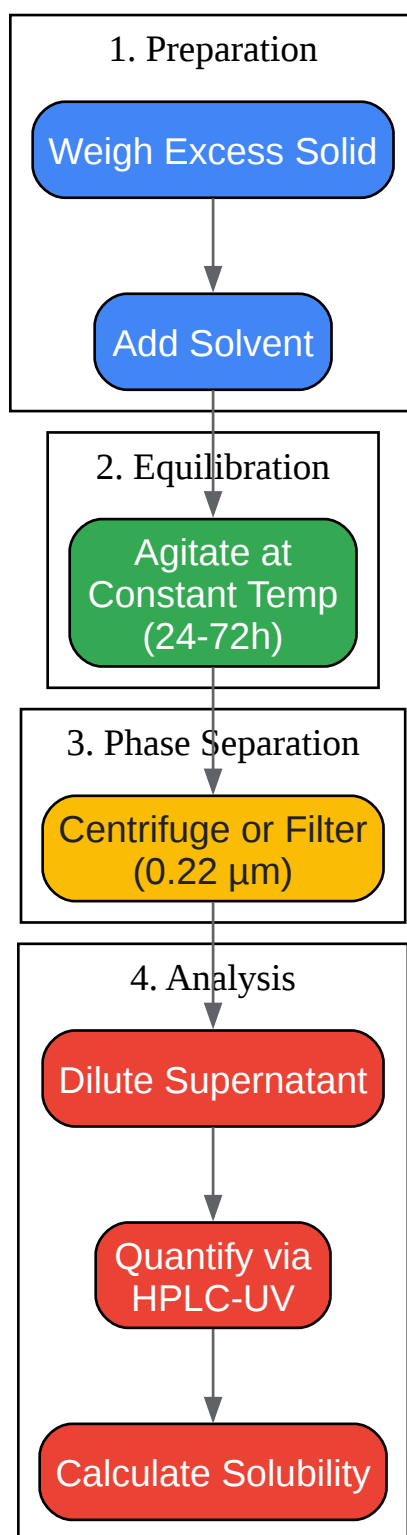 1. Preparation
Weigh Excess Solid
Add Solvent
2. Equilibration
Agitate at
Constant Temp
(24-72h)
3. Phase Separation
Centrifuge or Filter
(0.22 µm)
4. Analysis
Dilute Supernatant
Quantify via
HPLC-UV
Calculate Solubility